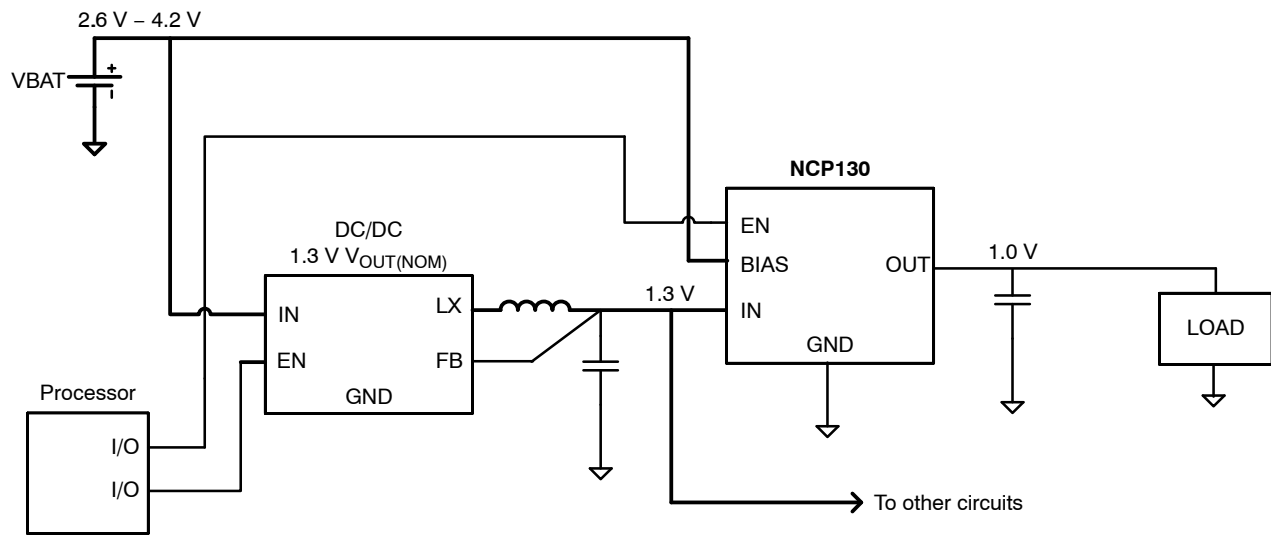 2.6 V – 4.2 V
VBAT
+
NCP130
EN
BIAS
IN
OUT
GND
1.0 V
LOAD
DC/DC
1.3 V VOUT(NOM)
IN
EN
LX
FB
GND
1.3 V
Processor
I/O
I/O
To other circuits